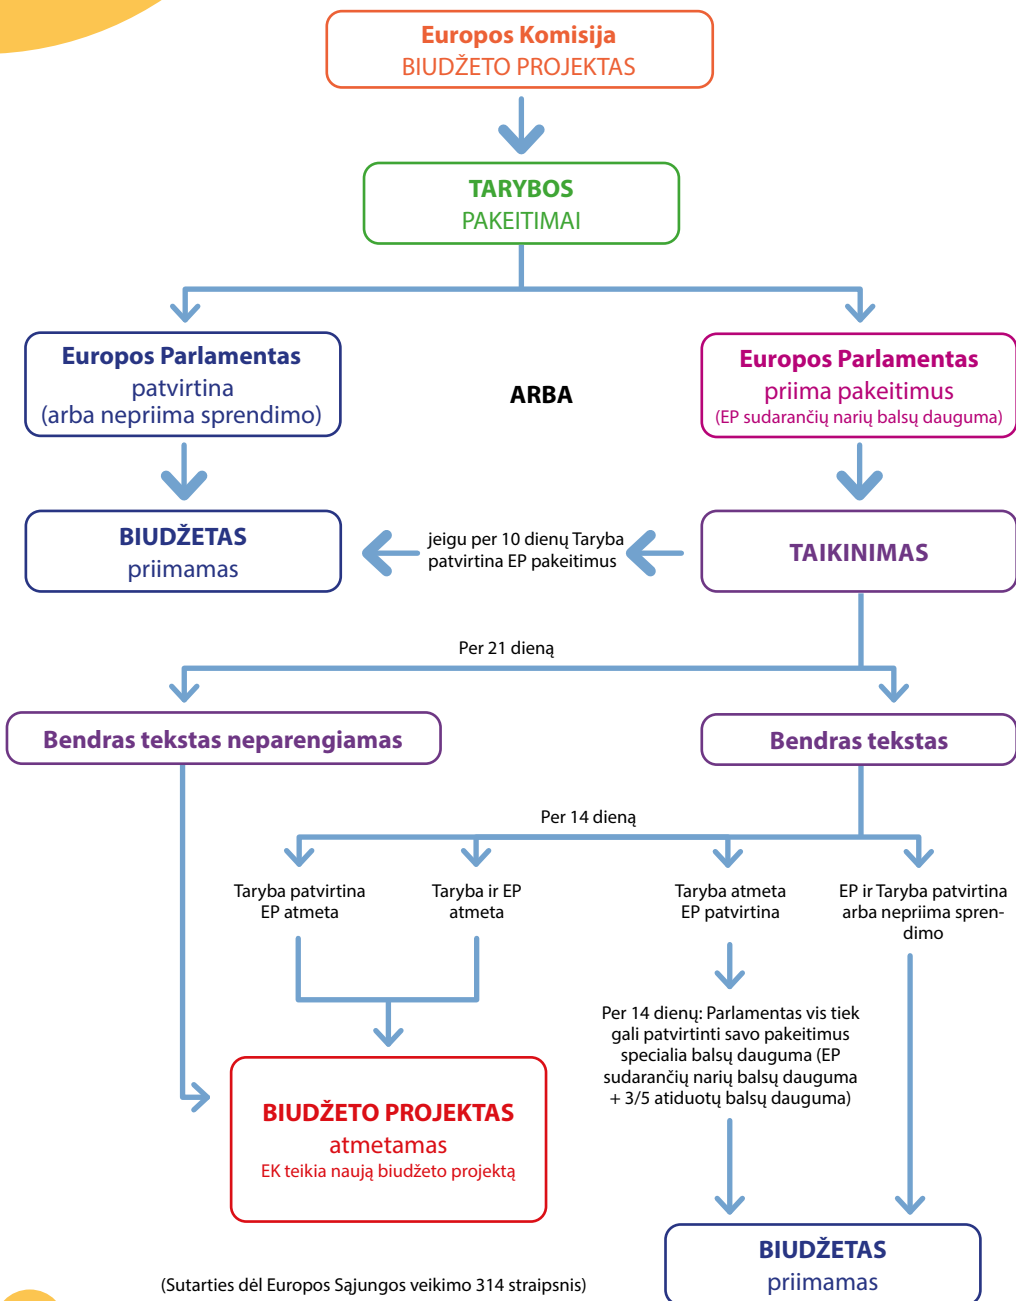 Europos Komisija
BIUDŽETO PROJEKTAS
TARYBOS
PAKEITIMAI
Europos Parlamentas
patvirtina
(arba nepriima sprendimo)
ARBA
Europos Parlamentas
priima pakeitimus
(EP sudarančių narių balsų dauguma)
BIUDŽETAS
priimamas
jeigu per 10 dienų Taryba
patvirtina EP pakeitimus
TAIKINIMAS
Per 21 dieną
Bendras tekstas neparengiamas
Bendras tekstas
Per 14 dieną
Taryba patvirtina
EP atmeta
Taryba ir EP
atmeta
Taryba atmeta
EP patvirtina
EP ir Taryba patvirtina
arba nepriima spren-
dimo
Per 14 dienų: Parlamentas vis tiek
gali patvirtinti savo pakeitimus
specialia balsų dauguma (EP
sudarančių narių balsų dauguma
+ 3/5 atiduotų balsų dauguma)
BIUDŽETO PROJEKTAS
atmetamas
EK teikia naują biudžeto projektą
BIUDŽETAS
priimamas
(Sutarties dėl Europos Sąjungos veikimo 314 straipsnis)